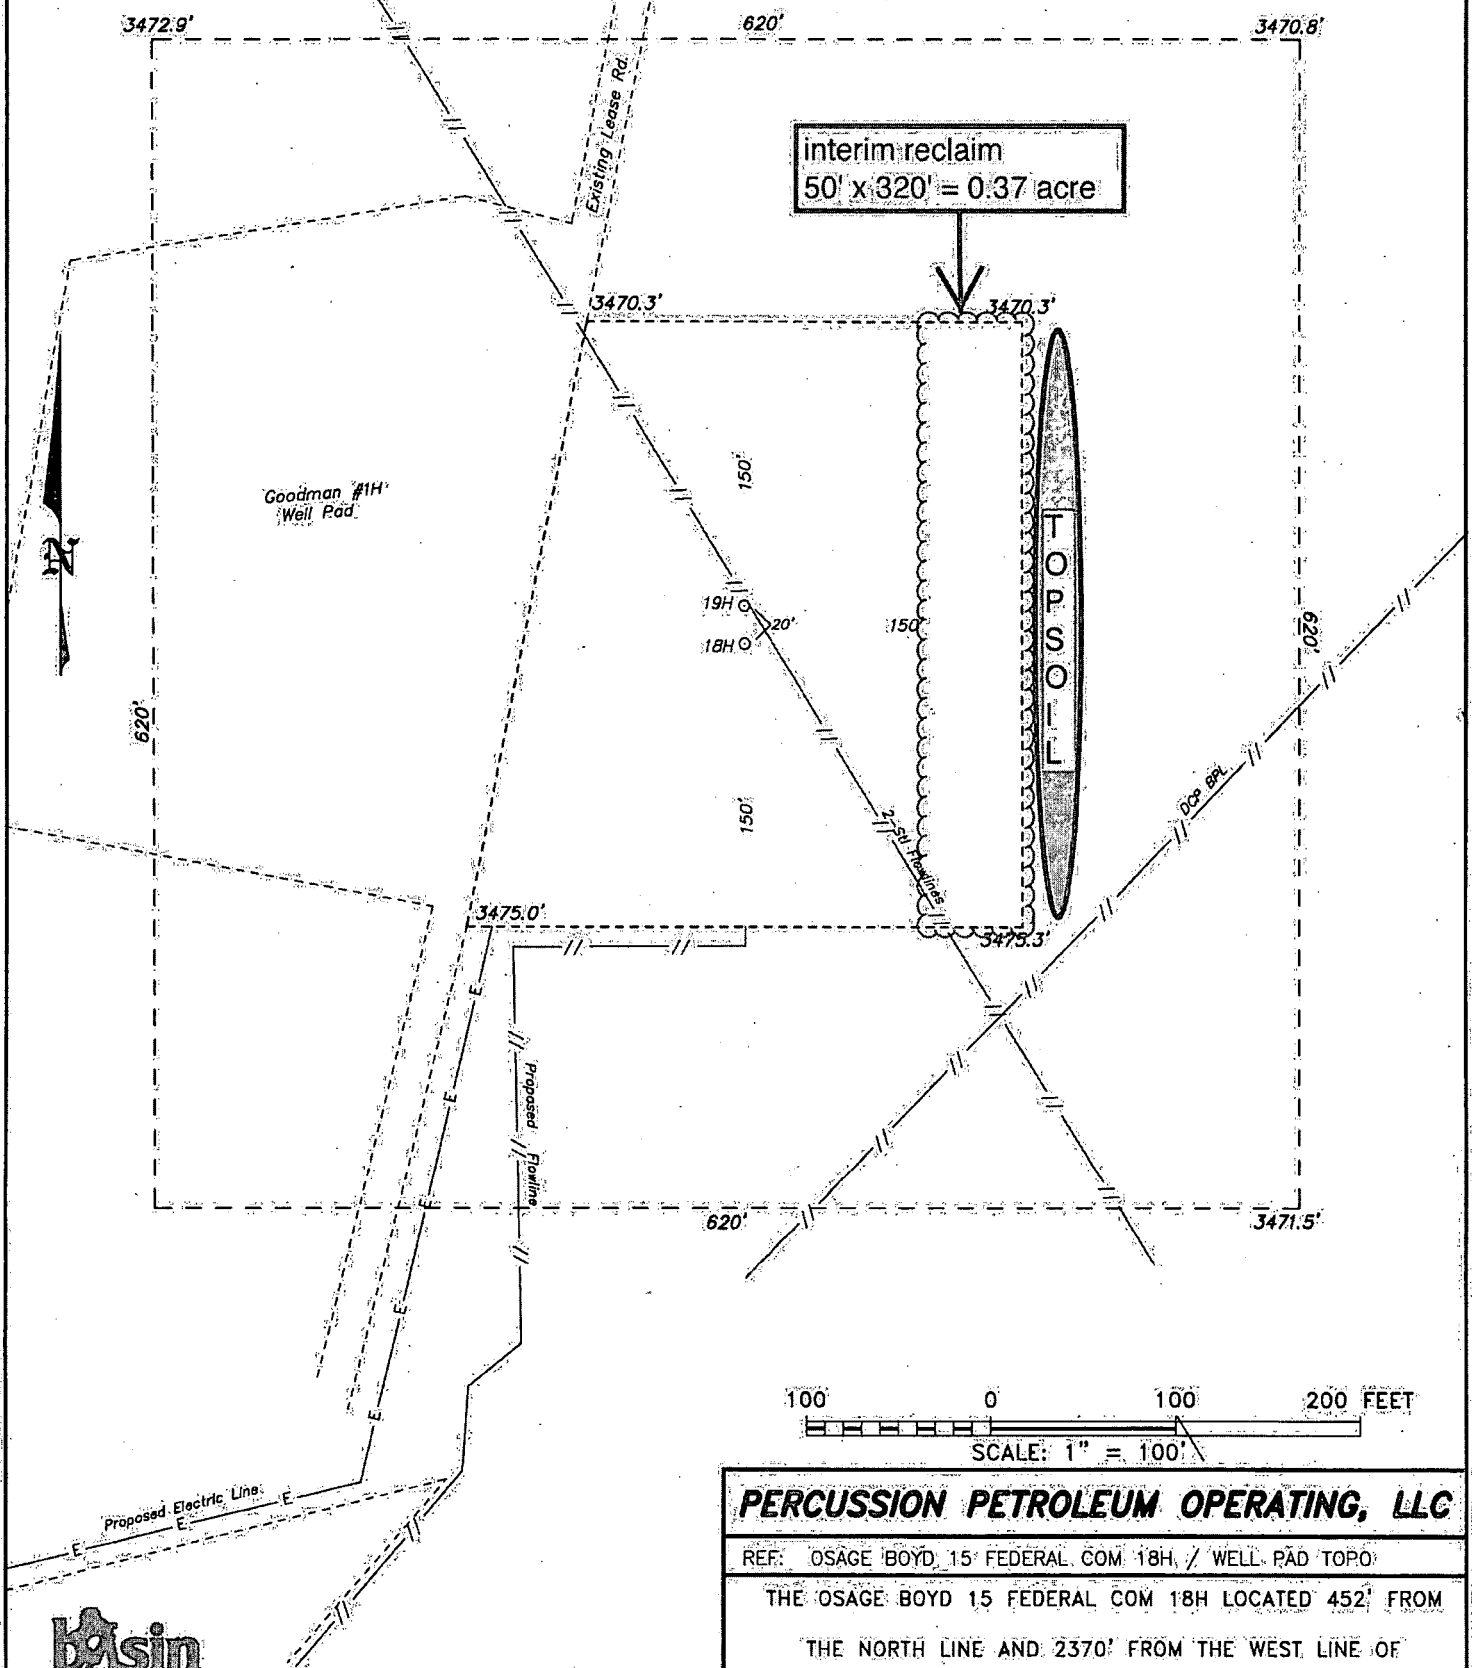 3472.9'
620'
3470.8'
Existing Lease Rd.
interim reclaim
50' x 320' = 0.37 acre
3470.3'
3470.3'
Goodman #1H
Well Pad
150'
N
TOPSOIL
19H
20'
18H
150'
620'
620'
DCP BPL
150'
2-Stl Flowlines
3475.0'
3475.3'
E
E
Proposed Flowline
E
620'
3471.5'
E
E
100 0 100 200 FEET
SCALE: 1" = 100'
Proposed Electric Line
E
E
E
PERCUSSION PETROLEUM OPERATING, LLC
REF: OSAGE BOYD 15 FEDERAL COM 18H / WELL PAD TOPO
THE OSAGE BOYD 15 FEDERAL COM 18H LOCATED 452' FROM
THE NORTH LINE AND 2370' FROM THE WEST LINE OF
basin